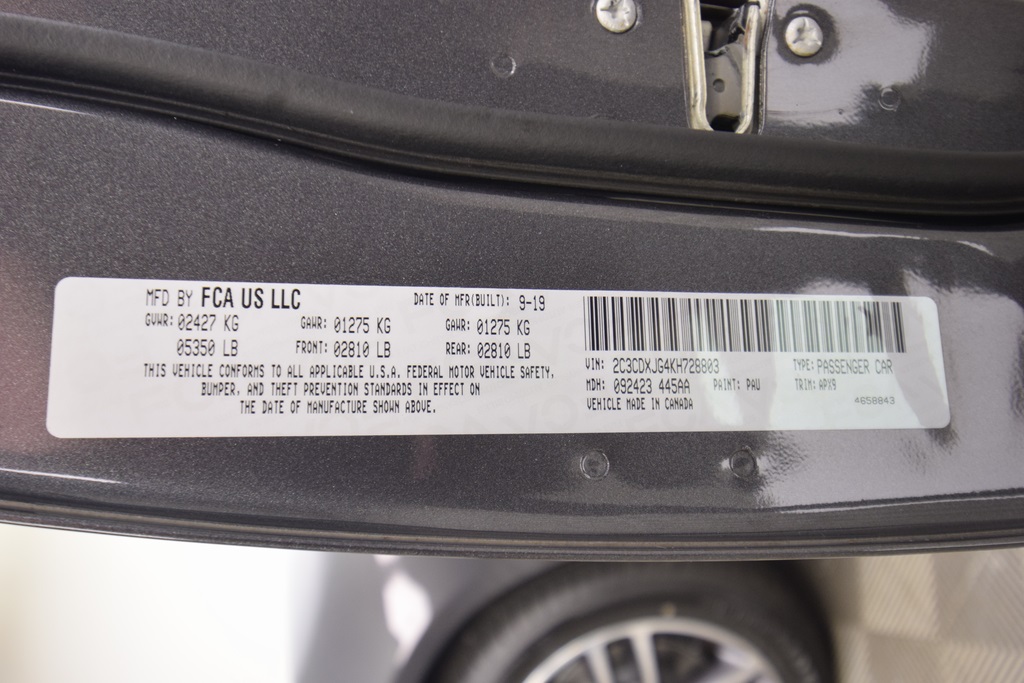 MFD BY FCA US LLC DATE OF MFR(BUILT): 9-19
GVWR: 02427 KG GAWR: 01275 KG GAWR: 01275 KG
05350 LB FRONT: 02810 LB REAR: 02810 LB
THIS VEHICLE CONFORMS TO ALL APPLICABLE U.S.A. FEDERAL MOTOR VEHICLE SAFETY,
BUMPER, AND THEFT PREVENTION STANDARDS IN EFFECT ON
THE DATE OF MANUFACTURE SHOWN ABOVE.
VIN: 2C3CDXJG4KH728803 TYPE: PASSENGER CAR
MDH: 092423 445AA PAINT: PAU TRIM: APX9
VEHICLE MADE IN CANADA 4658843